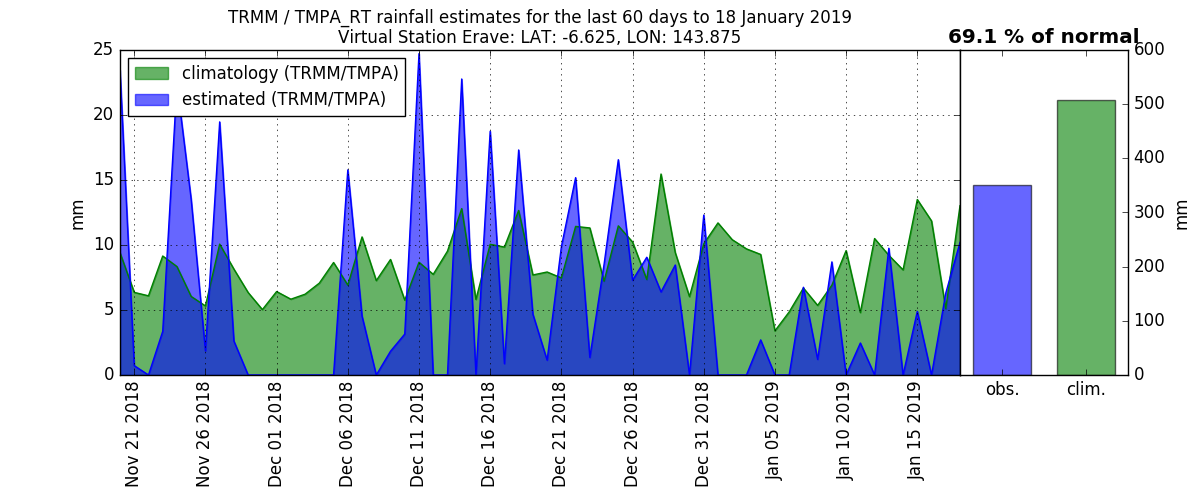 TRMM / TMPA_RT rainfall estimates for the last 60 days to 18 January 2019
Virtual Station Erave: LAT: -6.625, LON: 143.875
69.1 % of normal
climatology (TRMM/TMPA)
estimated (TRMM/TMPA)
25
20
15
10
5
0
mm
600
500
400
300
200
100
0
mm
obs.
clim.
Nov 21 2018
Nov 26 2018
Dec 01 2018
Dec 06 2018
Dec 11 2018
Dec 16 2018
Dec 21 2018
Dec 26 2018
Dec 31 2018
Jan 05 2019
Jan 10 2019
Jan 15 2019